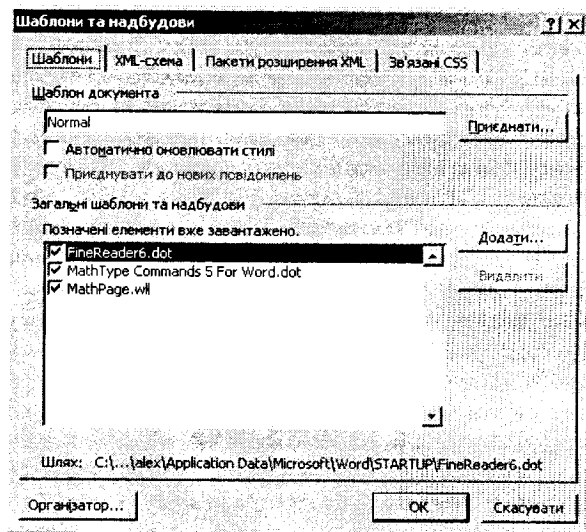 Шаблони та надбудови
Шаблони XML-схема Пакети розширення XML Зв'язані CSS
Шаблон документа
Normal Приєднати...
Автоматично оновлювати стилі
Приєднувати до нових повідомлень
Загальні шаблони та надбудови
Позначені елементи вже завантажено.
FineReader6.dot Додати...
MathType Commands 5 For Word.dot Видалити
MathPage.wll
Шлях: C:\...\alex\Application Data\Microsoft\Word\STARTUP\FineReader6.dot
Організатор... ОК Скасувати